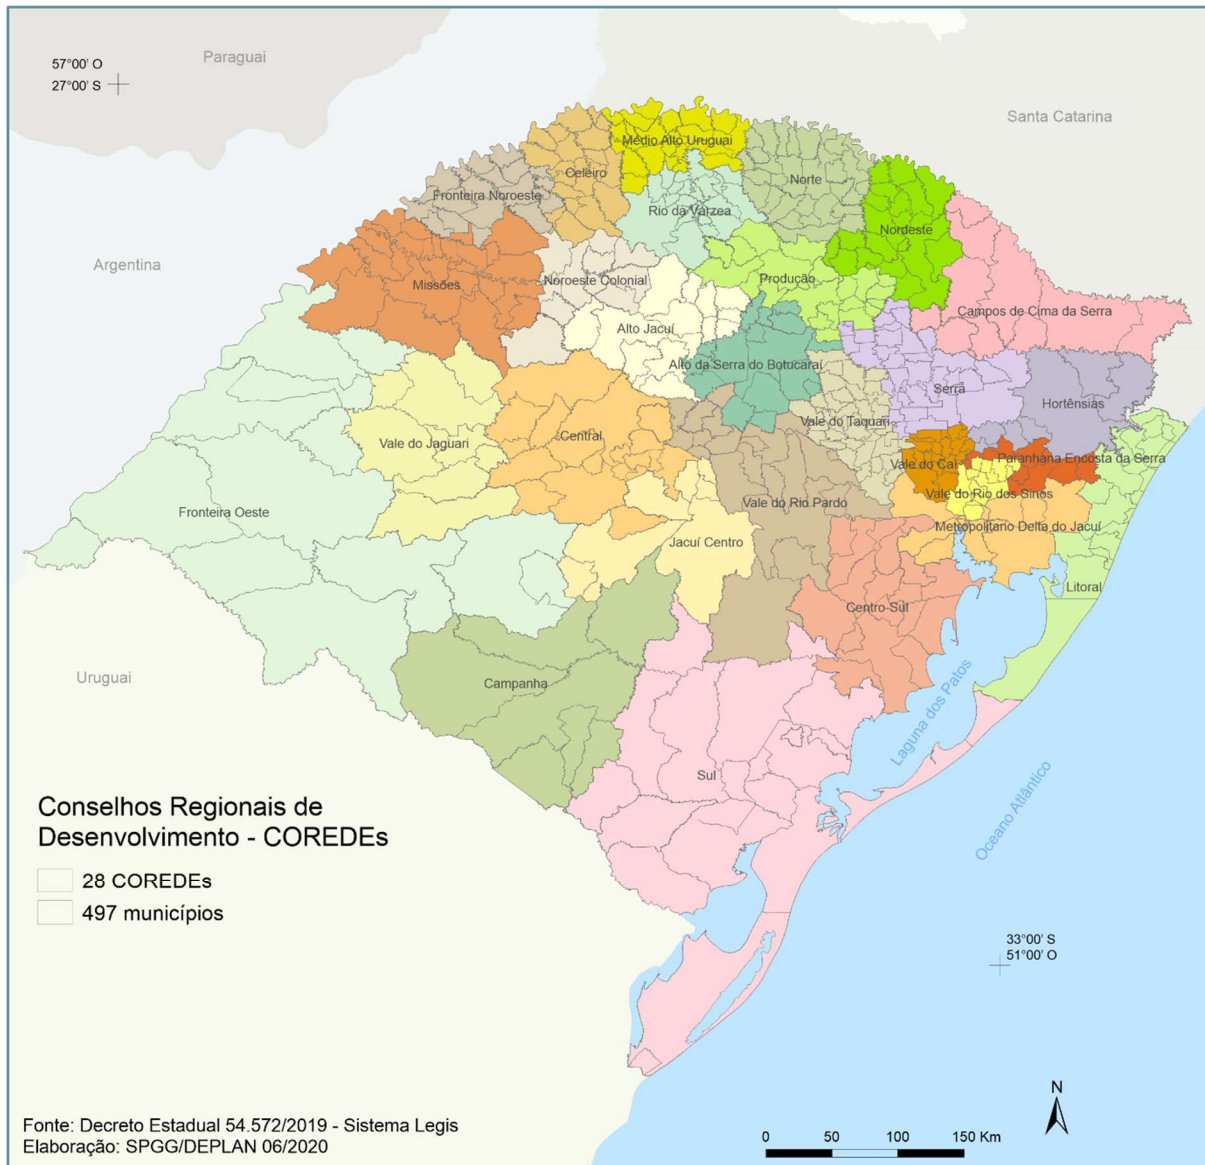 Paraguai
57°00' O
27°00' S
Santa Catarina
Médio Alto Uruguai
Celeiro
Norte
Fronteira Noroeste
Rio da Várzea
Nordeste
Argentina
Missões
Noroeste Colonial
Produção
Campos de Cima da Serra
Alto Jacuí
Alto da Serra do Botucaraí
Serra
Hortênsias
Vale do Jaguari
Central
Vale do Taquari
Paranhana Encosta da Serra
Vale do Caí
Vale do Rio dos Sinos
Vale do Rio Pardo
Fronteira Oeste
Metropolitano Delta do Jacuí
Jacuí Centro
Litoral
Centro-Sul
Uruguai
Campanha
Laguna dos Patos
Sul
Oceano Atlântico
Conselhos Regionais de
Desenvolvimento - COREDEs
28 COREDEs
497 municípios
33°00' S
51°00' O
N
Fonte: Decreto Estadual 54.572/2019 - Sistema Legis
Elaboração: SPGG/DEPLAN 06/2020
0 50 100 150 Km